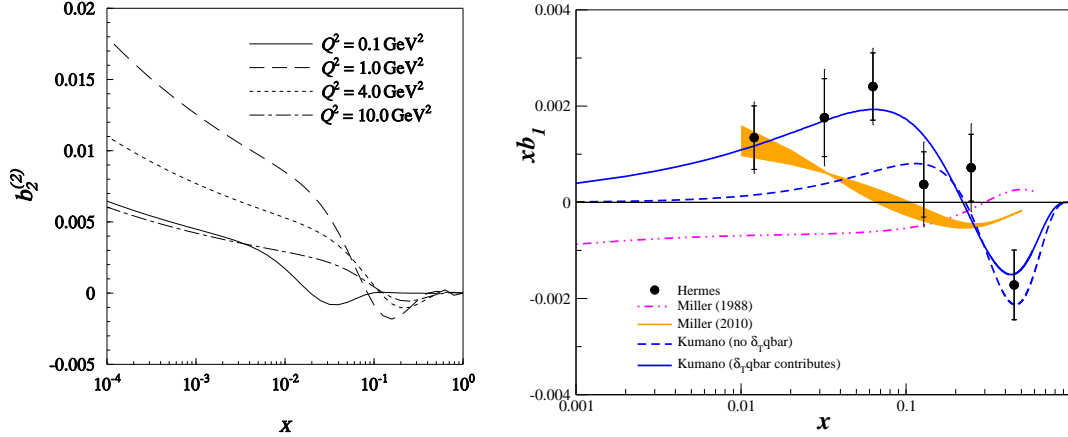 0.02
0.015
0.01
0.005
0
-0.005
b₂⁽²⁾
Q² = 0.1 GeV²
Q² = 1.0 GeV²
Q² = 4.0 GeV²
Q² = 10.0 GeV²
10⁻⁴ 10⁻³ 10⁻² 10⁻¹ 10⁰
x
0.004
0.002
0
-0.002
-0.004
xb₁
Hermes
Miller (1988)
Miller (2010)
Kumano (no δ_T qbar)
Kumano (δ_T qbar contributes)
0.001 0.01 0.1
x